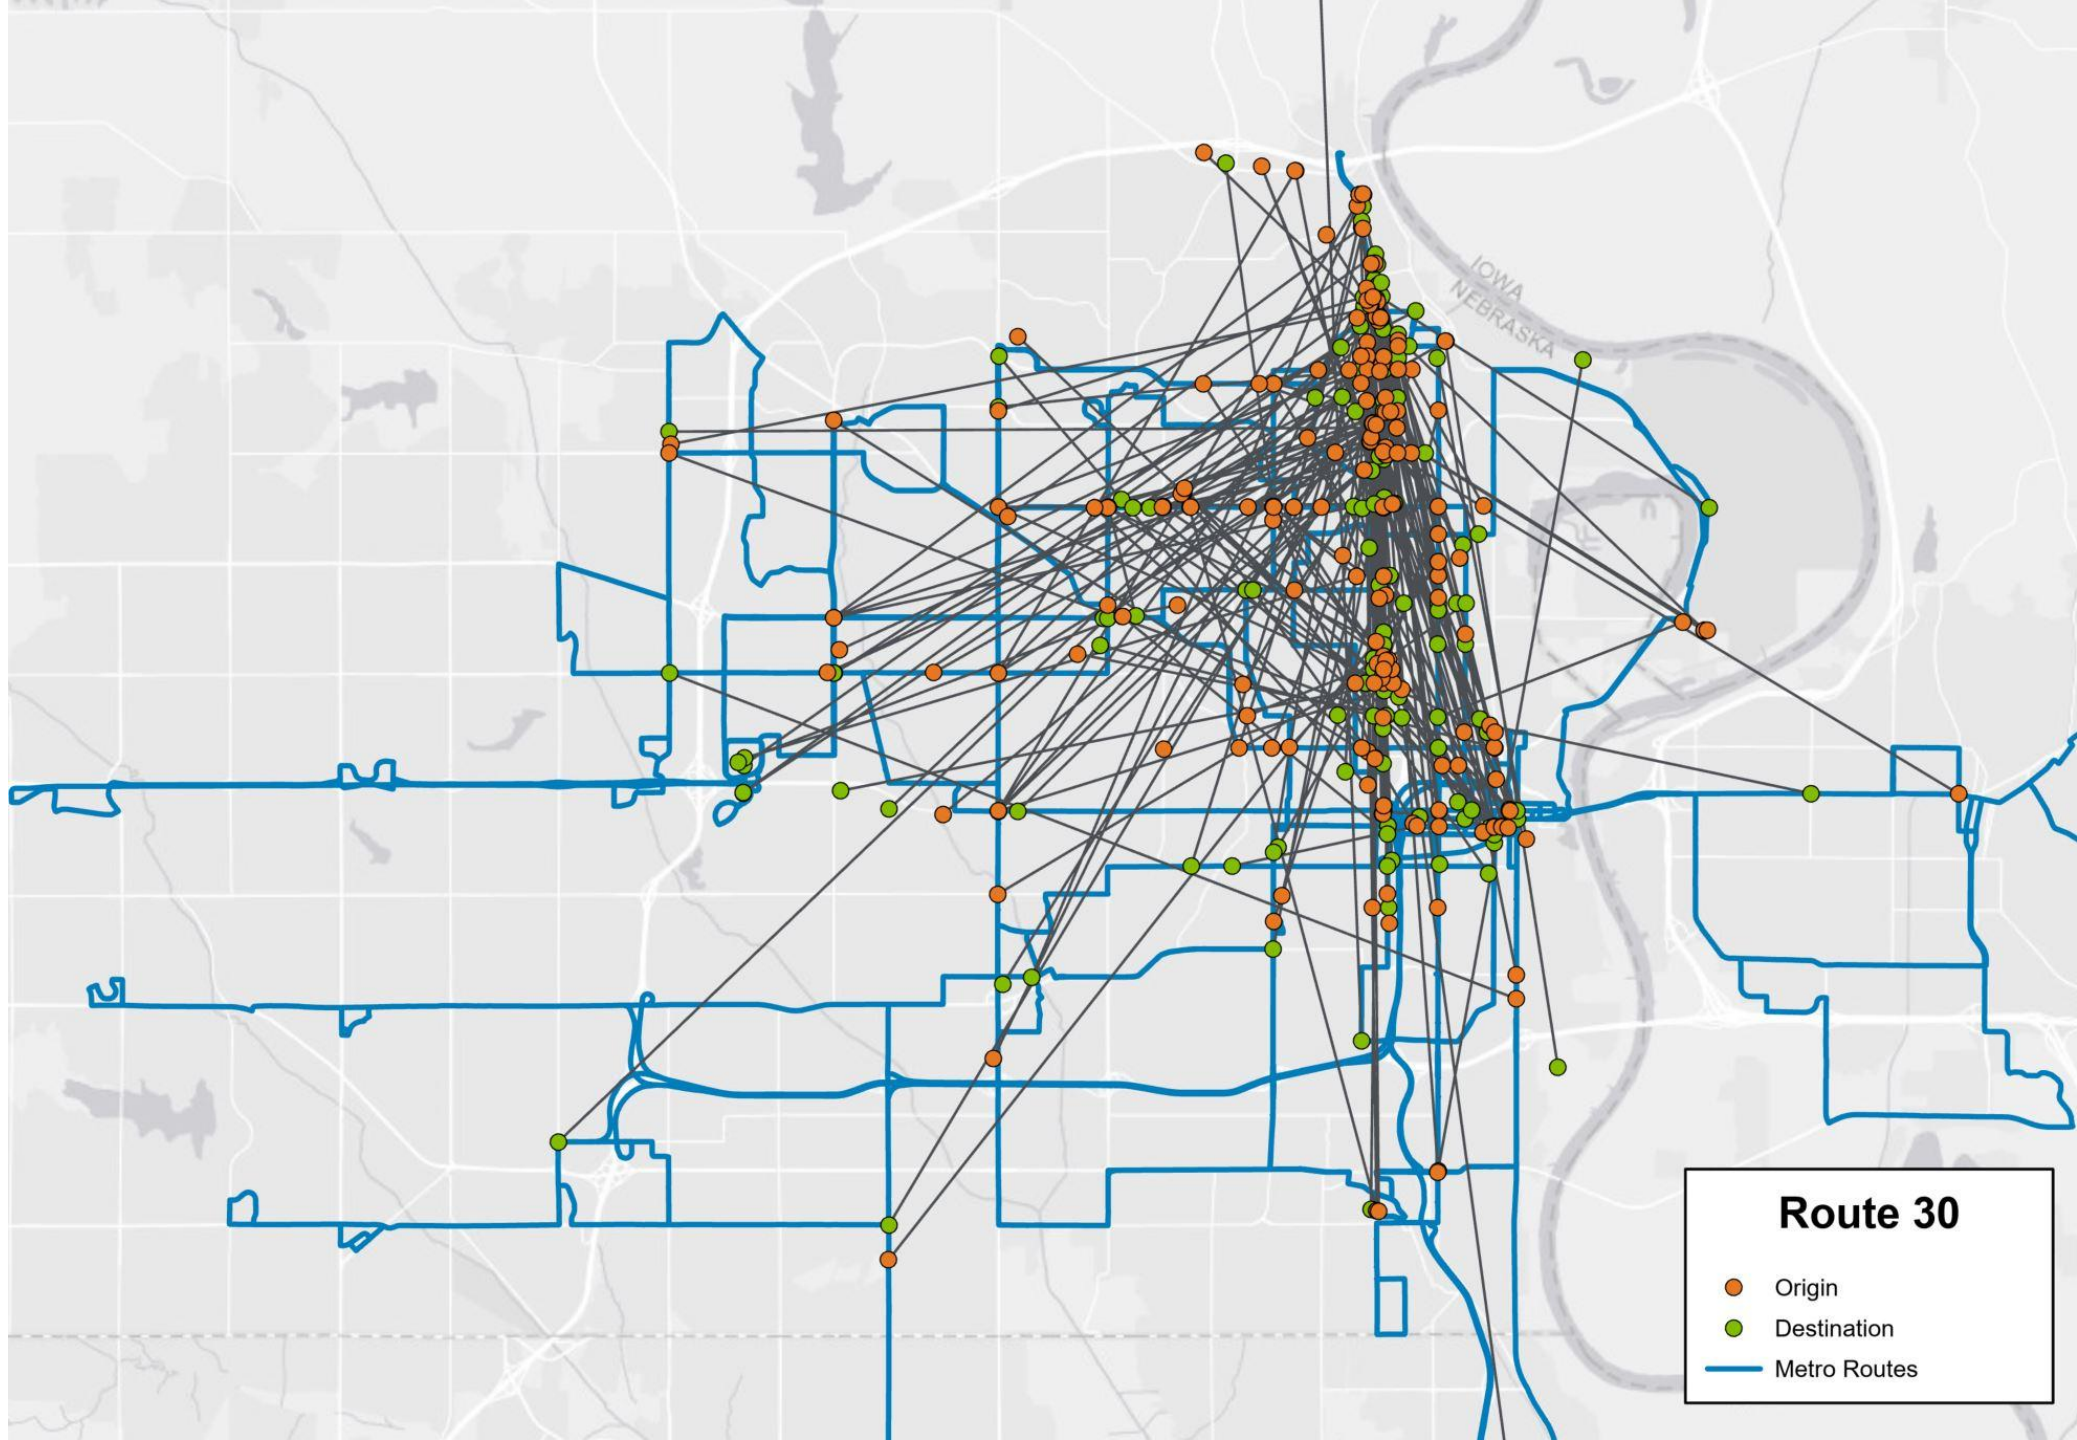 IOWA
NEBRASKA
Route 30
Origin
Destination
Metro Routes